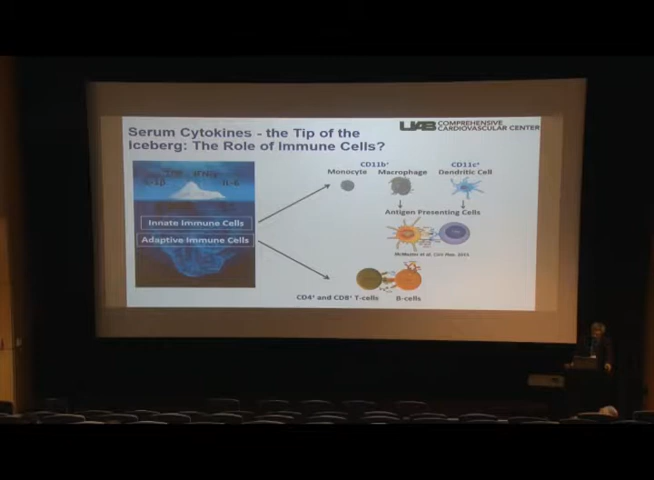 Serum Cytokines - the Tip of the
Iceberg: The Role of Immune Cells?
UAB COMPREHENSIVE
CARDIOVASCULAR CENTER
IL-6
Innate Immune Cells
Adaptive Immune Cells
CD11b⁺
Monocyte Macrophage
CD11c⁺
Dendritic Cell
Antigen Presenting Cells
CD4⁺ and CD8⁺ T-cells
B-cells